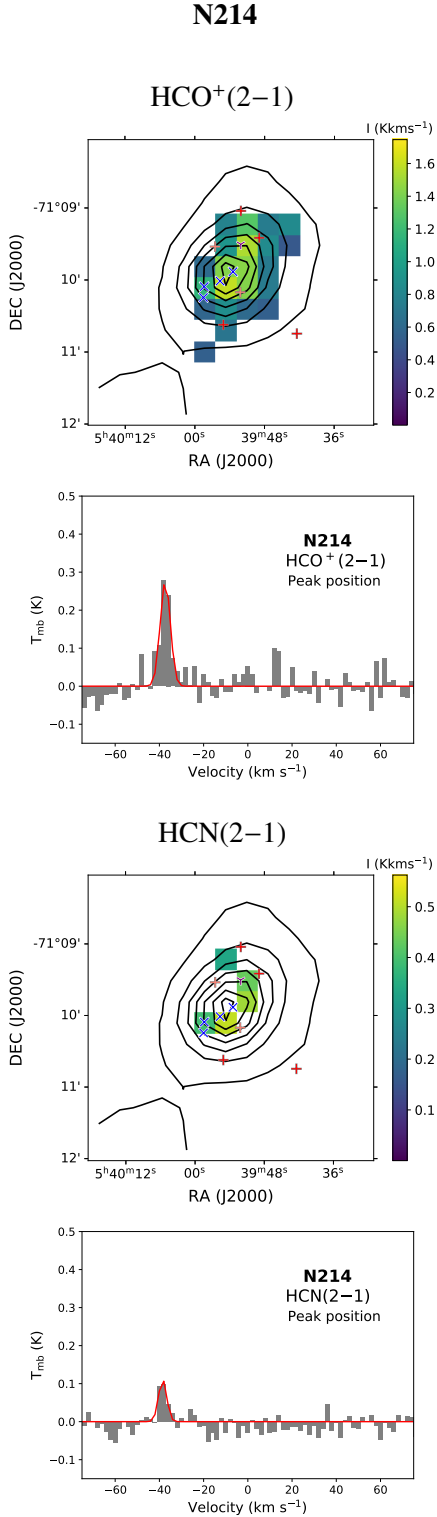 N214
HCO⁺(2−1)
I (Kkms⁻¹)
-71°09'
10'
11'
12'
DEC (J2000)
5ʰ40ᵐ12ˢ 00ˢ 39ᵐ48ˢ 36ˢ
RA (J2000)
1.6
1.4
1.2
1.0
0.8
0.6
0.4
0.2
0.5
0.4
0.3
0.2
0.1
0.0
−0.1
T_mb (K)
N214
HCO⁺(2−1)
Peak position
−60 −40 −20 0 20 40 60
Velocity (km s⁻¹)
HCN(2−1)
I (Kkms⁻¹)
-71°09'
10'
11'
12'
DEC (J2000)
5ʰ40ᵐ12ˢ 00ˢ 39ᵐ48ˢ 36ˢ
RA (J2000)
0.5
0.4
0.3
0.2
0.1
0.5
0.4
0.3
0.2
0.1
0.0
−0.1
T_mb (K)
N214
HCN(2−1)
Peak position
−60 −40 −20 0 20 40 60
Velocity (km s⁻¹)